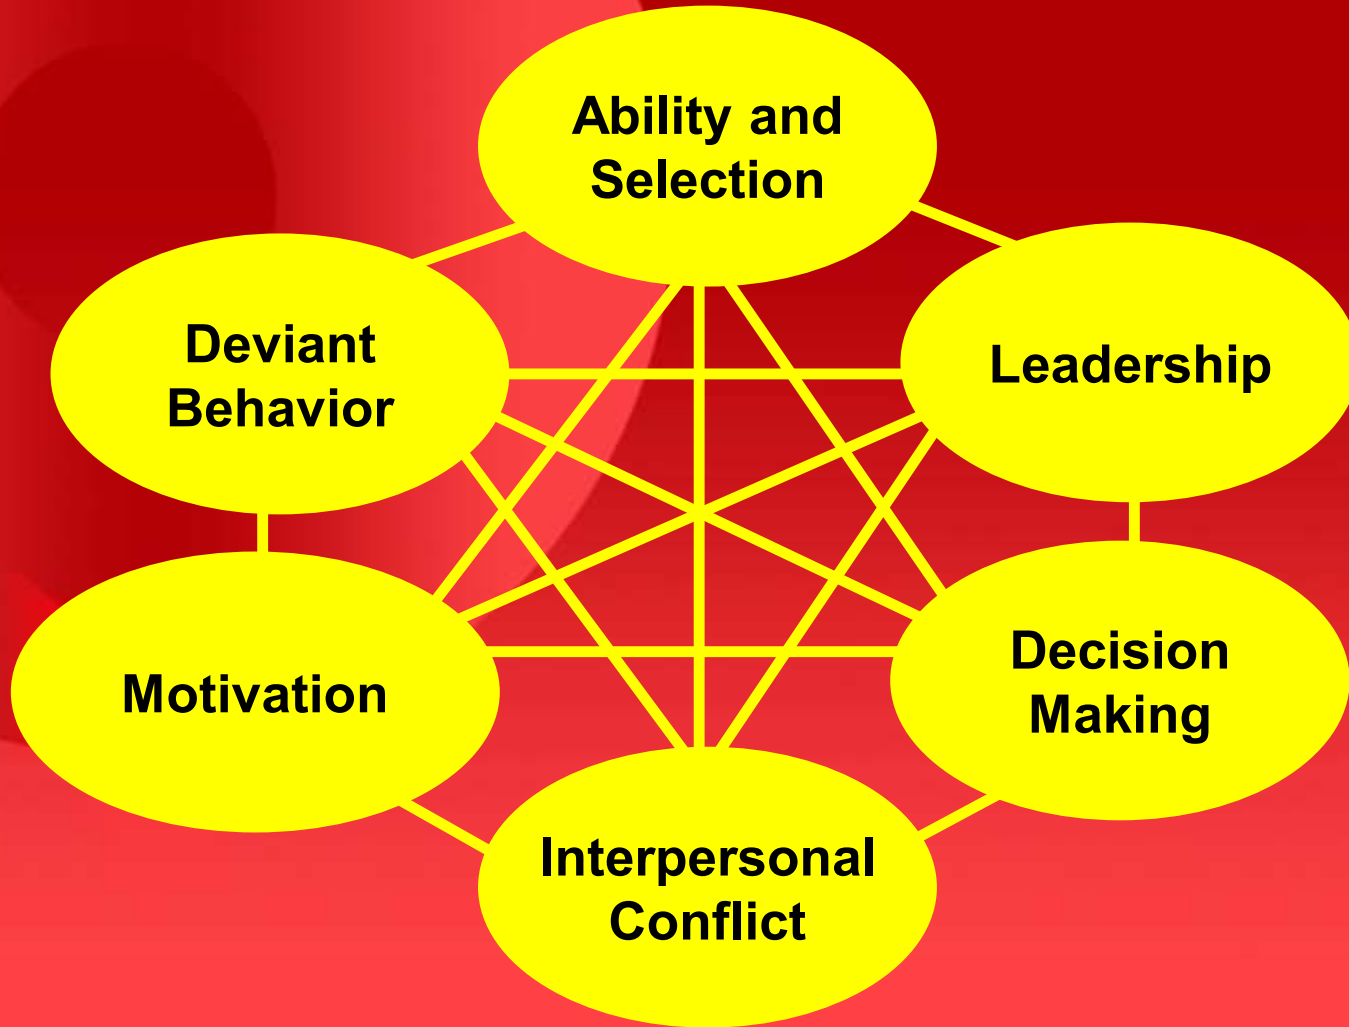 Ability and
Selection
Deviant
Behavior
Leadership
Motivation
Decision
Making
Interpersonal
Conflict